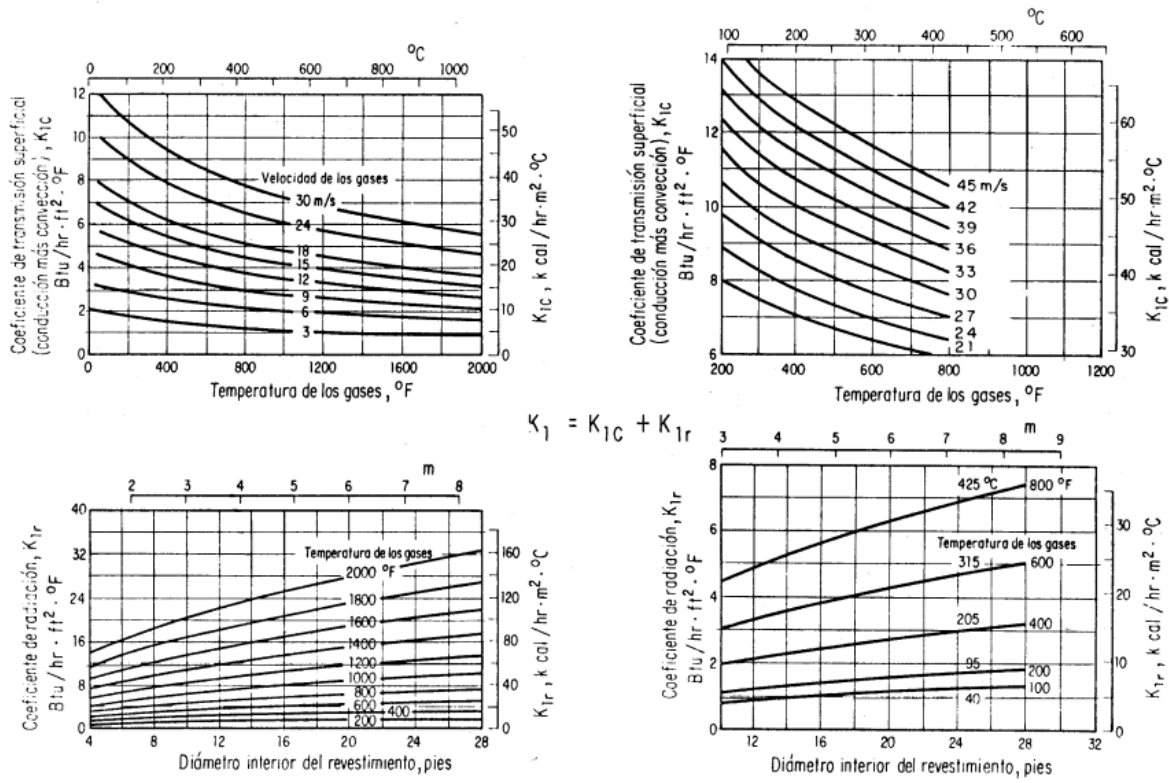 °C
0 200 400 600 800 1000
Coeficiente de transmisión superficial
(conducción más convección), K1c
Btu/hr·ft²·°F
12
10
8
6
4
2
0
Velocidad de los gases
30 m/s
24
18
15
12
9
6
3
50
40
30
20
10
0
K1c, k cal/hr·m²·°C
0 400 800 1200 1600 2000
Temperatura de los gases, °F
°C
100 200 300 400 500 600
Coeficiente de transmisión superficial
(conducción más convección), K1c
Btu/hr·ft²·°F
14
12
10
8
6
45 m/s
42
39
36
33
30
27
24
21
60
50
40
30
K1c, k cal/hr·m²·°C
200 400 600 800 1000 1200
Temperatura de los gases, °F
K1 = K1C + K1r
m
2 3 4 5 6 7 8
Coeficiente de radiación, K1r
Btu/hr·ft²·°F
40
32
24
16
8
0
Temperatura de los gases
2000 °F
1800
1600
1400
1200
1000
800
600
400
200
160
120
80
40
0
K1r, k cal/hr·m²·°C
4 8 12 16 20 24 28
Diámetro interior del revestimiento, pies
m
3 4 5 6 7 8 9
Coeficiente de radiación, K1r
Btu/hr·ft²·°F
8
6
4
2
0
425 °C 800 °F
Temperatura de los gases
315 600
205 400
95 200
40 100
30
20
10
0
K1r, k cal/hr·m²·°C
12 16 20 24 28 32
Diámetro interior del revestimiento, pies